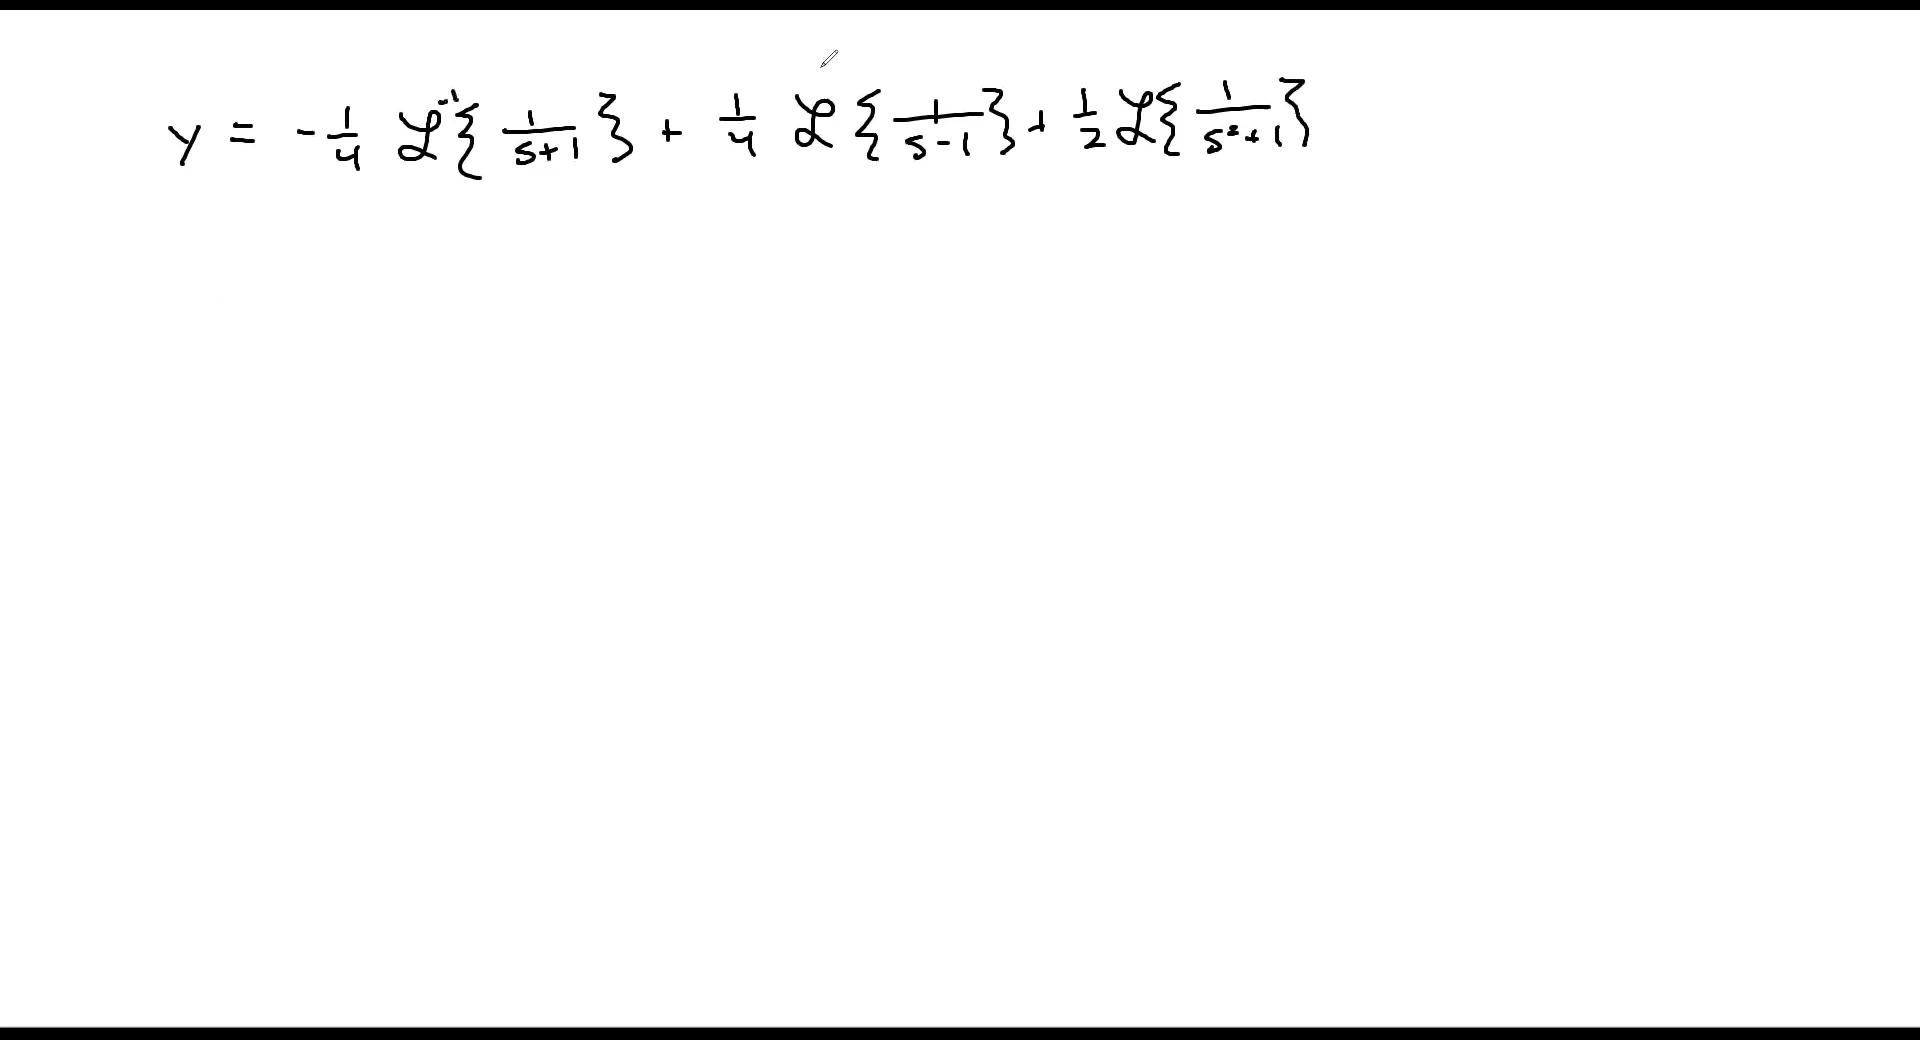 y = -1/4 ℒ⁻¹{1/(s+1)} + 1/4 ℒ{1/(s-1)} + 1/2 ℒ{1/(s²+1)}